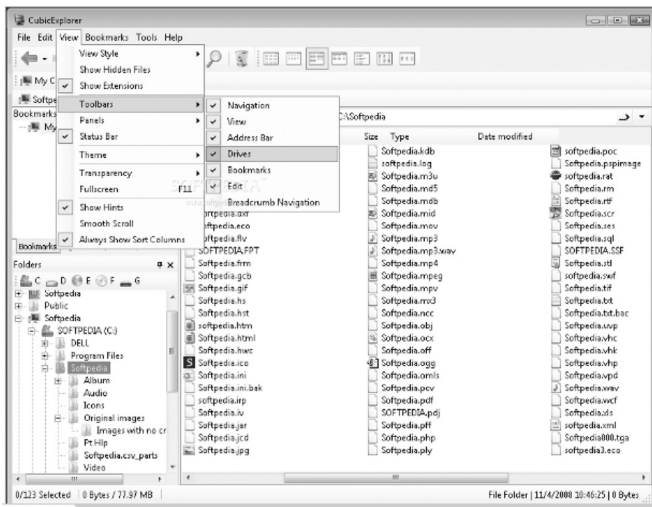 CubicExplorer
File Edit View Bookmarks Tools Help
View Style
Show Hidden Files
Show Extensions
Toolbars
Panels
Status Bar
Theme
Transparency
Fullscreen F11
Show Hints
Smooth Scroll
Always Show Sort Columns
Navigation
View
Address Bar
Drives
Bookmarks
Edit
Breadcrumb Navigation
My C
Softpe
Bookmarks
My
Bookmarks
C:\Softpedia
Size Type Date modified
Softpedia.dxf
Softpedia.eco
Softpedia.flv
SOFTPEDIA.FPT
Softpedia.frm
Softpedia.gcb
Softpedia.gif
Softpedia.hs
Softpedia.hst
softpedia.htm
Softpedia.html
Softpedia.hwc
Softpedia.ico
Softpedia.ini
Softpedia.ini.bak
softpedia.irp
Softpedia.iv
Softpedia.jar
Softpedia.jcd
Softpedia.jpg
Softpedia.kdb
softpedia.log
Softpedia.m3u
Softpedia.md5
Softpedia.mdb
Softpedia.mid
Softpedia.mov
Softpedia.mp3
Softpedia.mp3.wav
Softpedia.mp4
Softpedia.mpeg
Softpedia.mpv
Softpedia.ncc
Softpedia.obj
Softpedia.ocx
Softpedia.off
Softpedia.ogg
Softpedia.omls
Softpedia.pcv
Softpedia.pdf
SOFTPEDIA.pdj
Softpedia.pff
Softpedia.php
Softpedia.ply
softpedia.poc
Softpedia.pspimage
softpedia.rat
Softpedia.rm
Softpedia.rtf
Softpedia.scr
Softpedia.ses
Softpedia.sql
SOFTPEDIA.SSF
Softpedia.stl
softpedia.swf
Softpedia.tif
Softpedia.txt
Softpedia.txt.bac
Softpedia.uvp
Softpedia.vhc
Softpedia.vhk
Softpedia.vhp
Softpedia.vpd
Softpedia.wav
Softpedia.wcf
Softpedia.xds
softpedia.xml
Softpedia000.tga
softpedia3.eco
Folders
C D E F G
Softpedia
Public
Softpedia
SOFTPEDIA (C:)
DELL
Program Files
Softpedia
Album
Audio
Icons
Original images
Images with no cr
Pt Hlp
Softpedia.csv_parts
Video
0/123 Selected 0 Bytes / 77.97 MB File Folder | 11/4/2008 10:46:25 | 0 Bytes